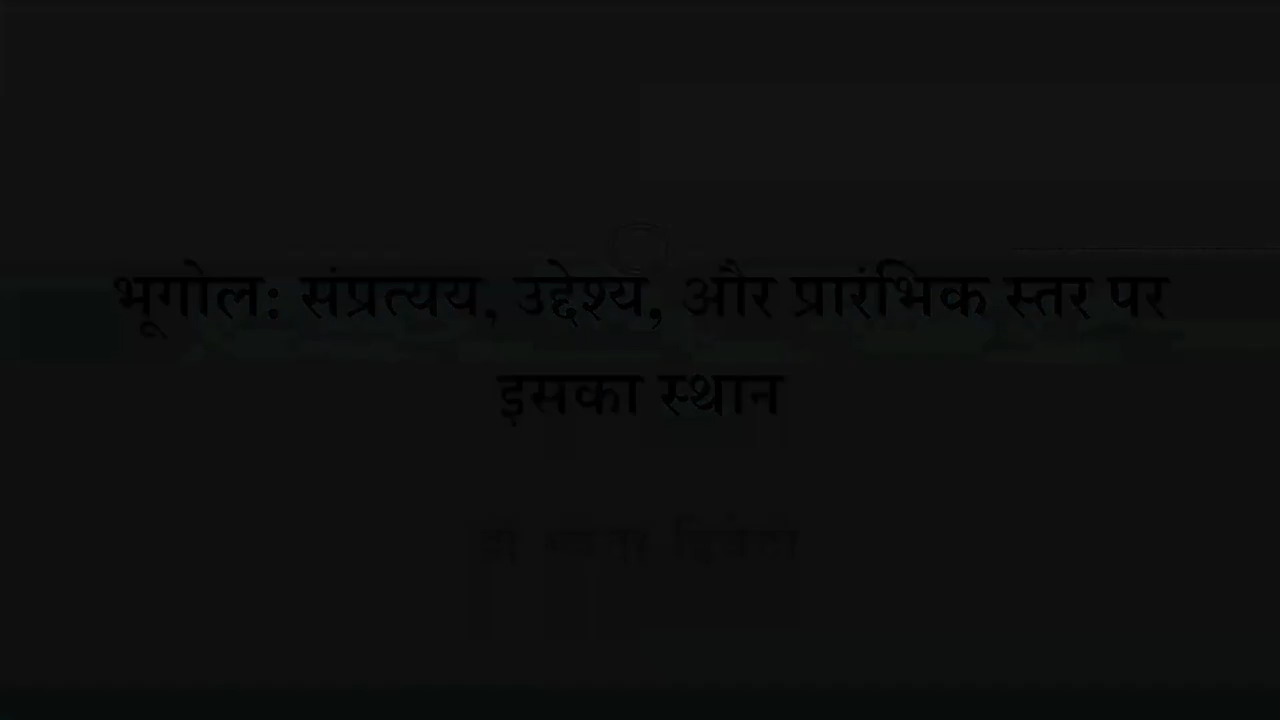 भूगोल: संप्रत्यय, उद्देश्य, और प्रारंभिक स्तर पर
इसका स्थान